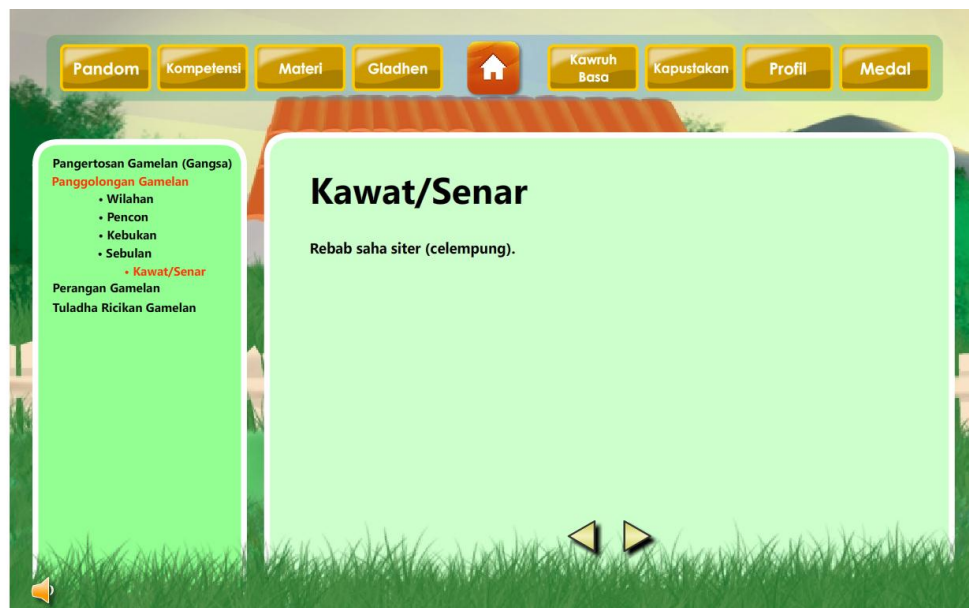 Pandom
Kompetensi
Materi
Gladhen
Kawruh
Basa
Kapustakan
Profil
Medal
Pangertosan Gamelan (Gangsa)
Panggolongan Gamelan
• Wilahan
• Pencon
• Kebukan
• Sebulan
• Kawat/Senar
Perangan Gamelan
Tuladha Ricikan Gamelan
Kawat/Senar
Rebab saha siter (celempung).